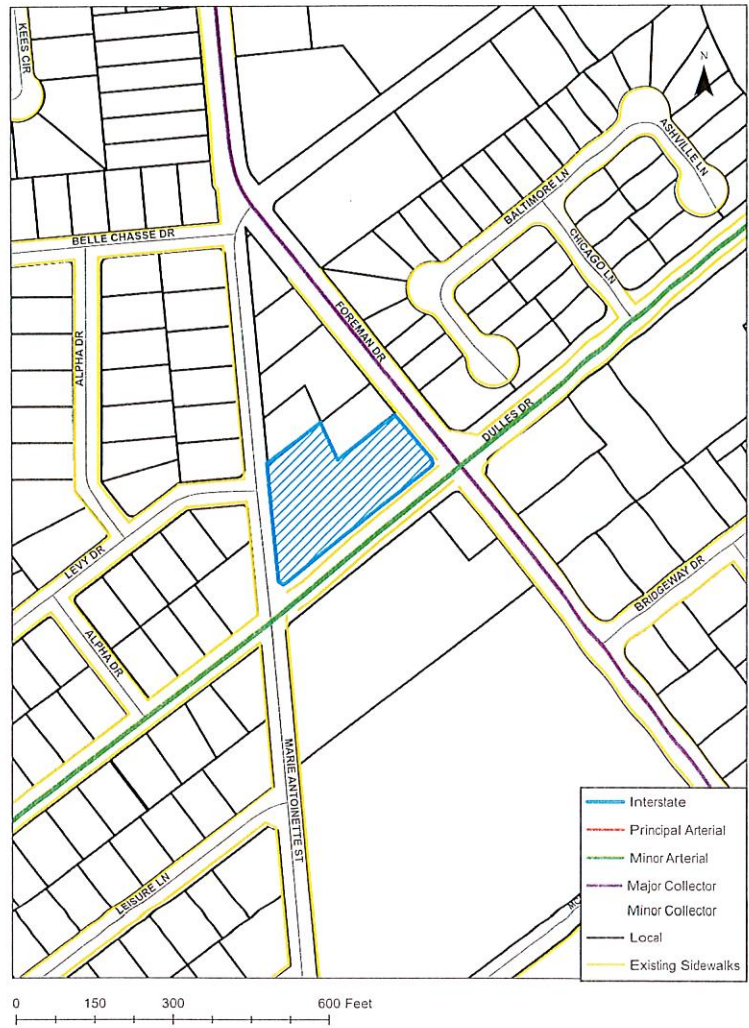 KEES CIR
N
ASHVILLE LN
BALTIMORE LN
CHICAGO LN
BELLE CHASSE DR
FOREMAN DR
ALPHA DR
DULLES DR
LEVY DR
BRIDGEWAY DR
ALPHA DR
MARIE ANTOINETTE ST
LEISURE LN
Interstate
Principal Arterial
Minor Arterial
Major Collector
Minor Collector
Local
Existing Sidewalks
0 150 300 600 Feet